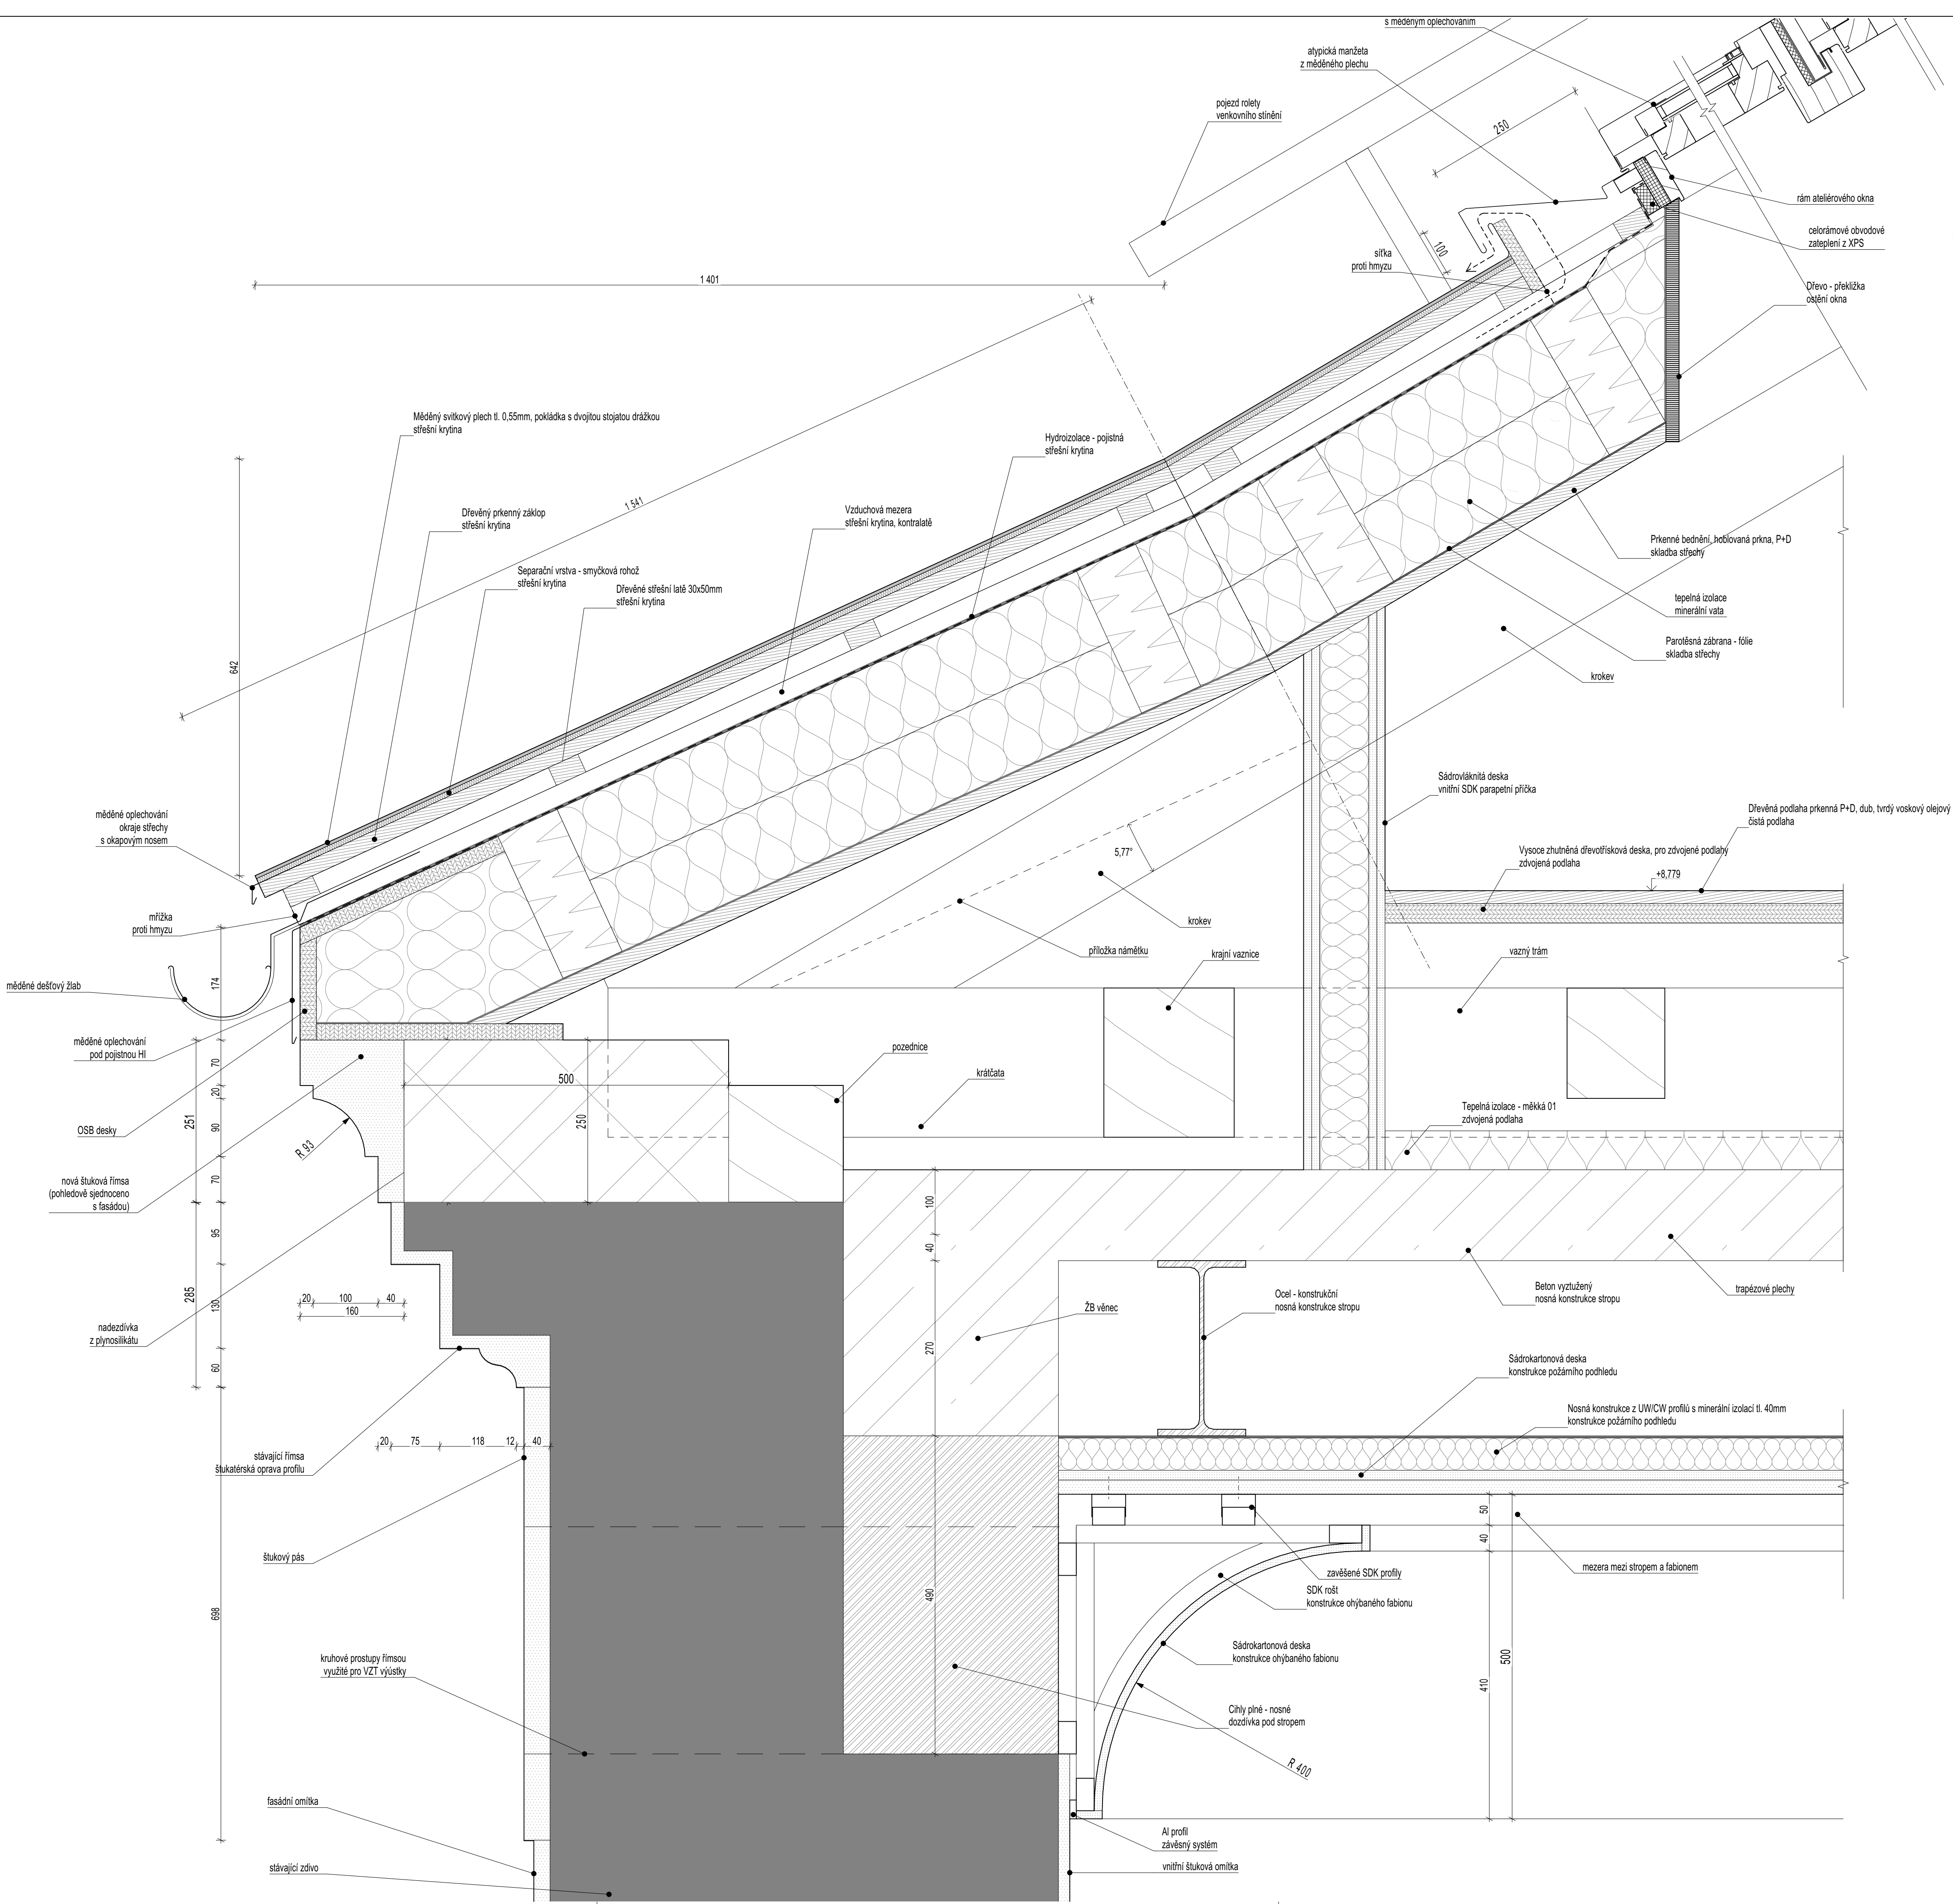 s měděným oplechováním
atypická manžeta
z měděného plechu
pojezd rolety
venkovního stínění
250
rám ateliérového okna
celorámové obvodové
zateplení z XPS
100
síťka
proti hmyzu
1 401
Dřevo - překližka
ostění okna
Měděný svitkový plech tl. 0,55mm, pokládka s dvojitou stojatou drážkou
střešní krytina
Hydroizolace - pojistná
střešní krytina
1 541
Dřevěný prkenný záklop
střešní krytina
Vzduchová mezera
střešní krytina, kontralatě
Prkenné bednění, hoblovaná prkna, P+D
skladba střechy
Separační vrstva - smyčková rohož
střešní krytina
Dřevěné střešní latě 30x50mm
střešní krytina
tepelná izolace
minerální vata
Parotěsná zábrana - fólie
skladba střechy
642
krokev
Sádrovláknitá deska
vnitřní SDK parapetní příčka
měděné oplechování
okraje střechy
s okapovým nosem
Dřevěná podlaha prkenná P+D, dub, tvrdý voskový olejový
čistá podlaha
Vysoce zhutněná dřevotřísková deska, pro zdvojené podlahy
zdvojená podlaha
5,77°
+8,779
mřížka
proti hmyzu
krokev
příložka námětku
krajní vaznice
vazný trám
174
měděné dešťový žlab
měděné oplechování
pod pojistnou HI
pozednice
krátčata
70
500
20
250
251
90
OSB desky
R 93
Tepelná izolace - měkká 01
zdvojená podlaha
nová štuková římsa
(pohledově sjednoceno
s fasádou)
70
100
95
40
285
20
100
40
160
130
Beton vyztužený
nosná konstrukce stropu
trapézové plechy
Ocel - konstrukční
nosná konstrukce stropu
ŽB věnec
nadezdívka
z plynosilikátu
270
60
Sádrokartonová deska
konstrukce požárního podhledu
Nosná konstrukce z UW/CW profilů s minerální izolací tl. 40mm
konstrukce požárního podhledu
20
75
118
12
40
stávající římsa
štukatérská oprava profilu
50
40
štukový pás
mezera mezi stropem a fabionem
zavěšené SDK profily
SDK rošt
konstrukce ohýbaného fabionu
490
698
Sádrokartonová deska
konstrukce ohýbaného fabionu
500
410
kruhové prostupy římsou
využité pro VZT výústky
Cihly plné - nosné
dozdívka pod stropem
R 400
fasádní omítka
Al profil
závěsný systém
stávající zdivo
vnitřní štuková omítka